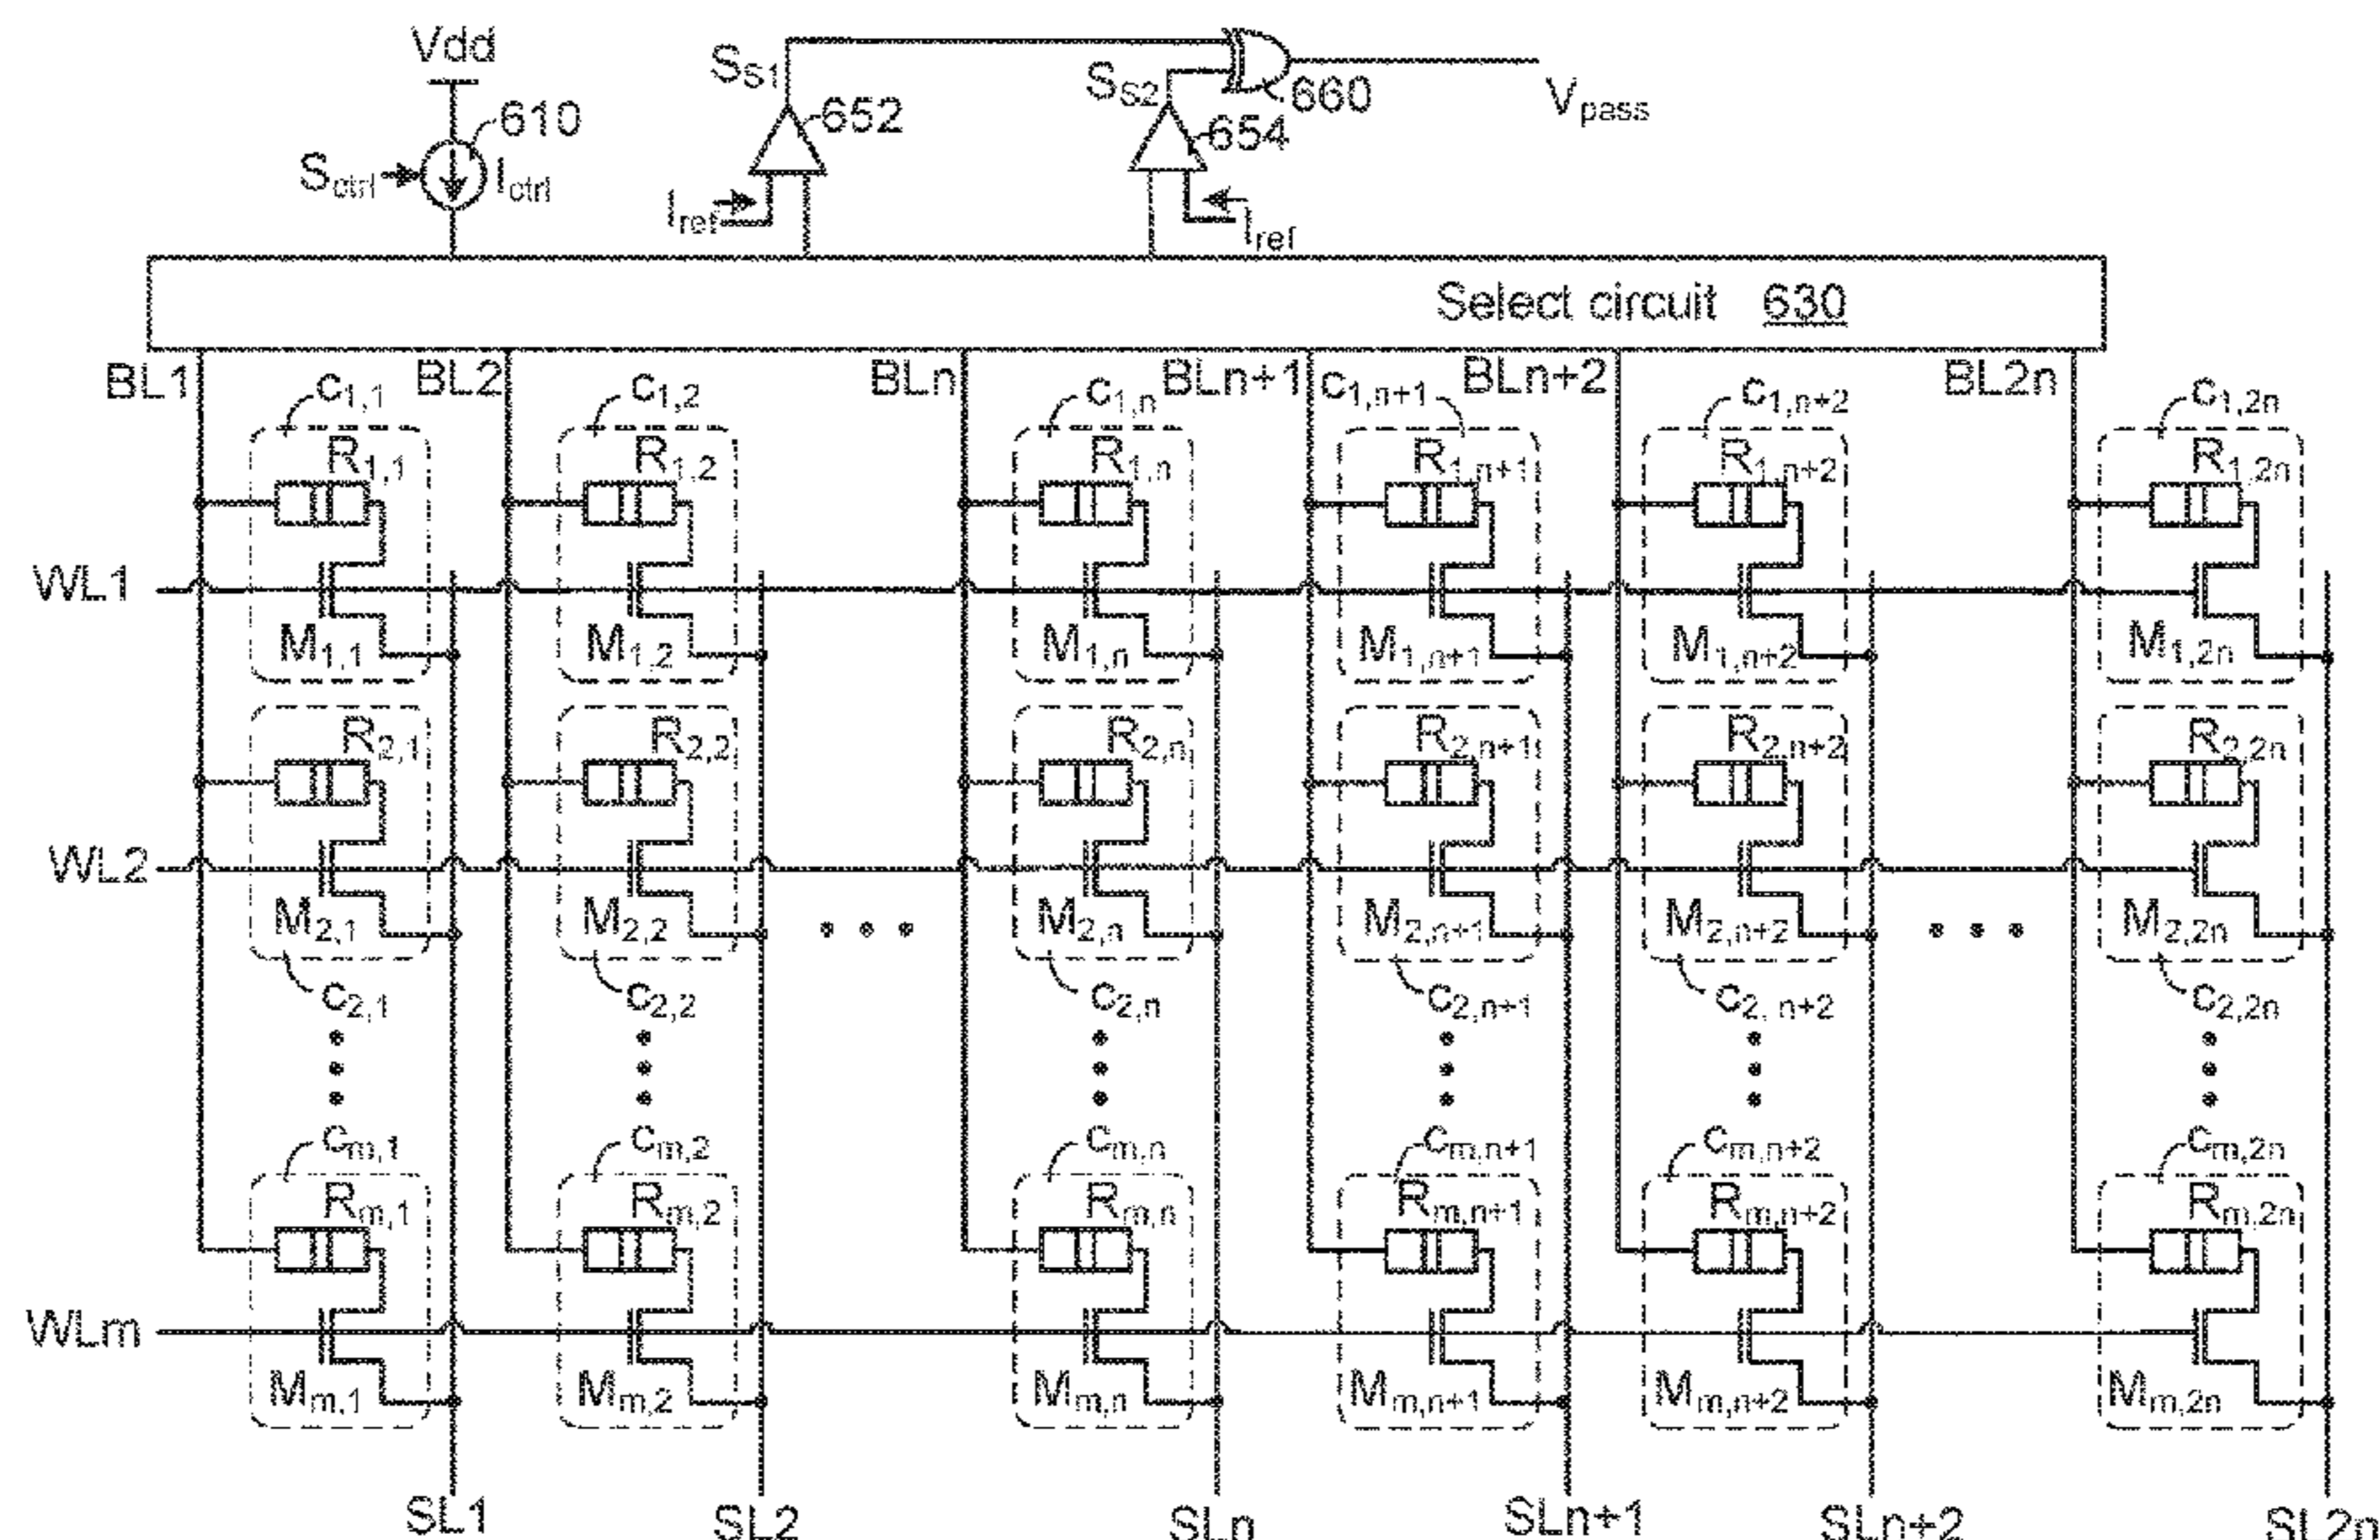 Vdd
S_S1
S_S2
660
V_pass
610
652
654
S_ctrl
I_ctrl
I_ref
I_ref
Select circuit 630
BL1
BL2
BLn
BLn+1
BLn+2
BL2n
C_1,1
C_1,2
C_1,n
C_1,n+1
C_1,n+2
C_1,2n
R_1,1
R_1,2
R_1,n
R_1,n+1
R_1,n+2
R_1,2n
WL1
M_1,1
M_1,2
M_1,n
M_1,n+1
M_1,n+2
M_1,2n
R_2,1
R_2,2
R_2,n
R_2,n+1
R_2,n+2
R_2,2n
WL2
M_2,1
M_2,2
M_2,n
M_2,n+1
M_2,n+2
M_2,2n
C_2,1
C_2,2
C_2,n
C_2,n+1
C_2, n+2
C_2,2n
C_m,1
C_m,2
C_m,n
C_m,n+1
C_m,n+2
C_m,2n
R_m,1
R_m,2
R_m,n
R_m,n+1
R_m,n+2
R_m,2n
WLm
M_m,1
M_m,2
M_m,n
M_m,n+1
M_m,n+2
M_m,2n
SL1
SL2
SLn
SLn+1
SLn+2
SL2n